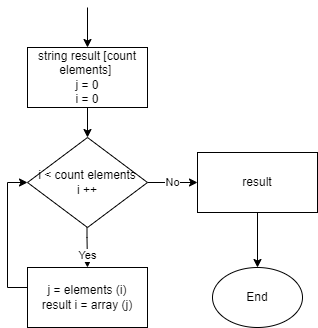 string result [count
elements]
j = 0
i = 0
i < count elements
i ++
No
result
Yes
j = elements (i)
result i = array (j)
End